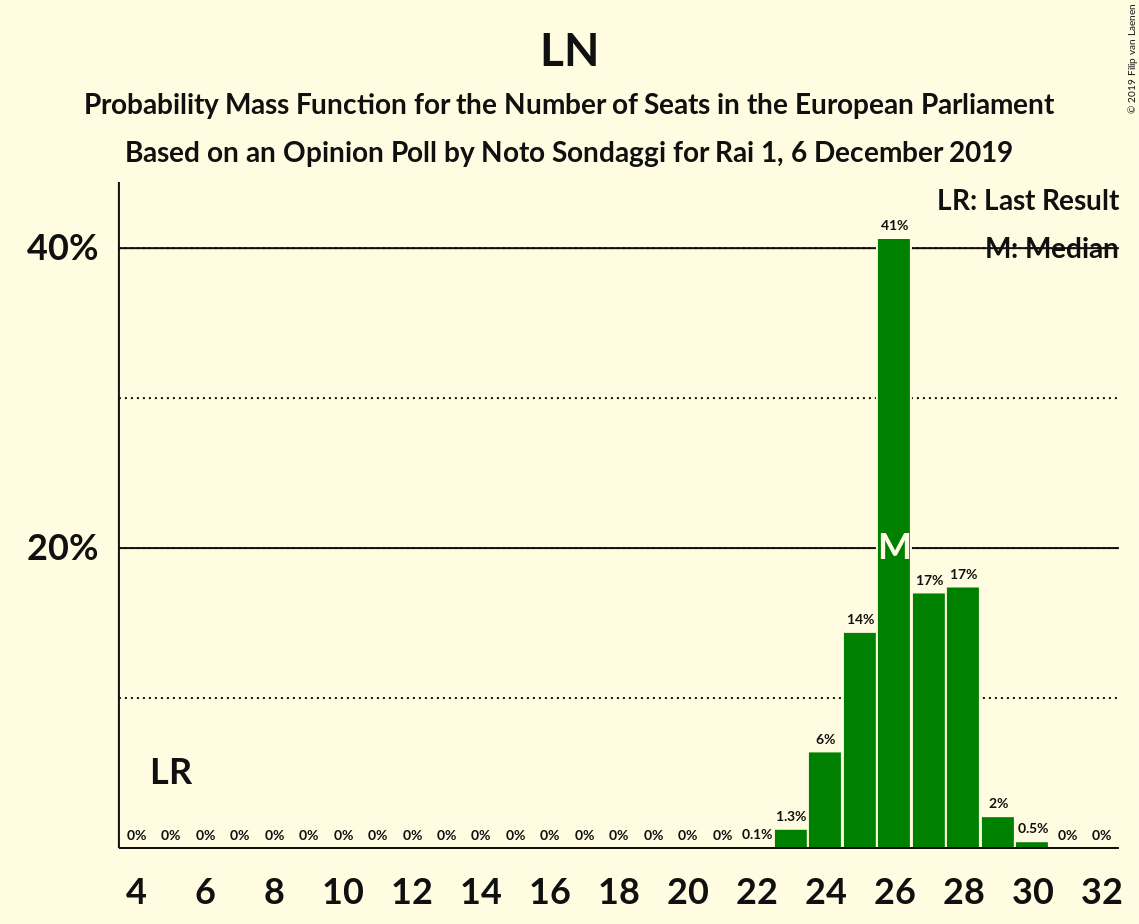 LN
Probability Mass Function for the Number of Seats in the European Parliament
Based on an Opinion Poll by Noto Sondaggi for Rai 1, 6 December 2019
© 2019 Filip van Laenen
LR: Last Result
M: Median
40%
20%
41%
M
17%
17%
14%
6%
LR
0% 0% 0% 0% 0% 0% 0% 0% 0% 0% 0% 0% 0% 0% 0% 0% 0% 0% 0.1% 1.3% 2% 0.5% 0% 0%
4 6 8 10 12 14 16 18 20 22 24 26 28 30 32